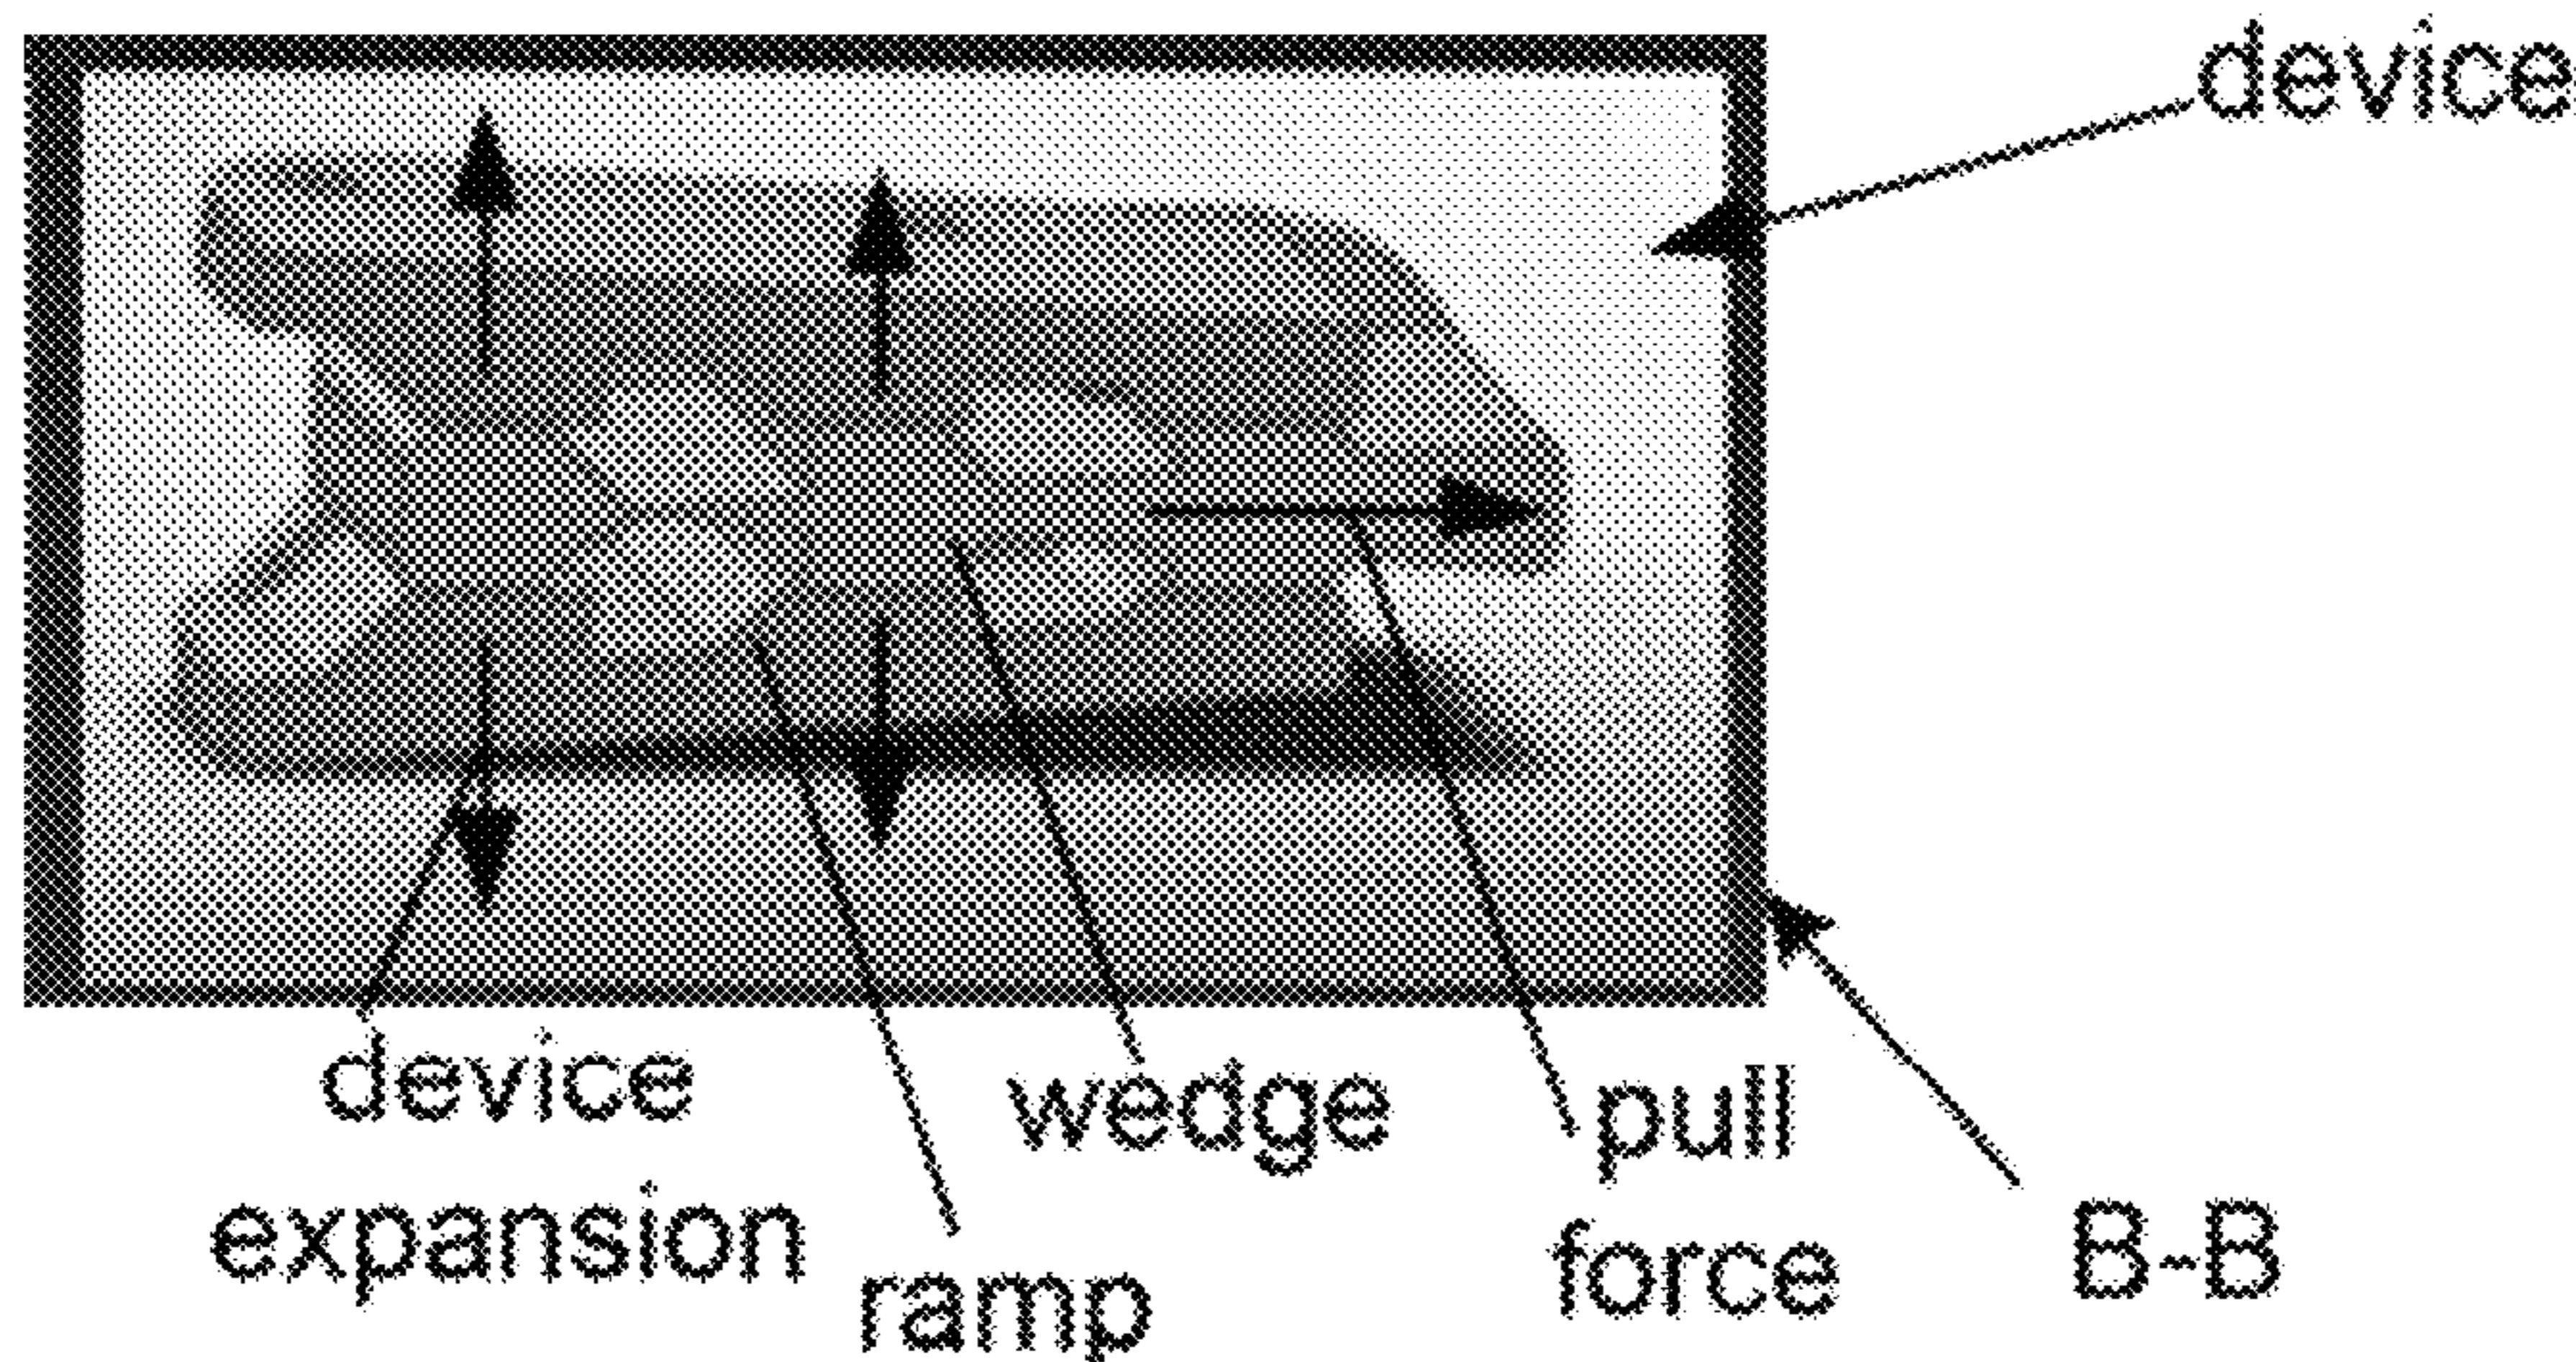 device
device
expansion
ramp
wedge
pull
force
B-B